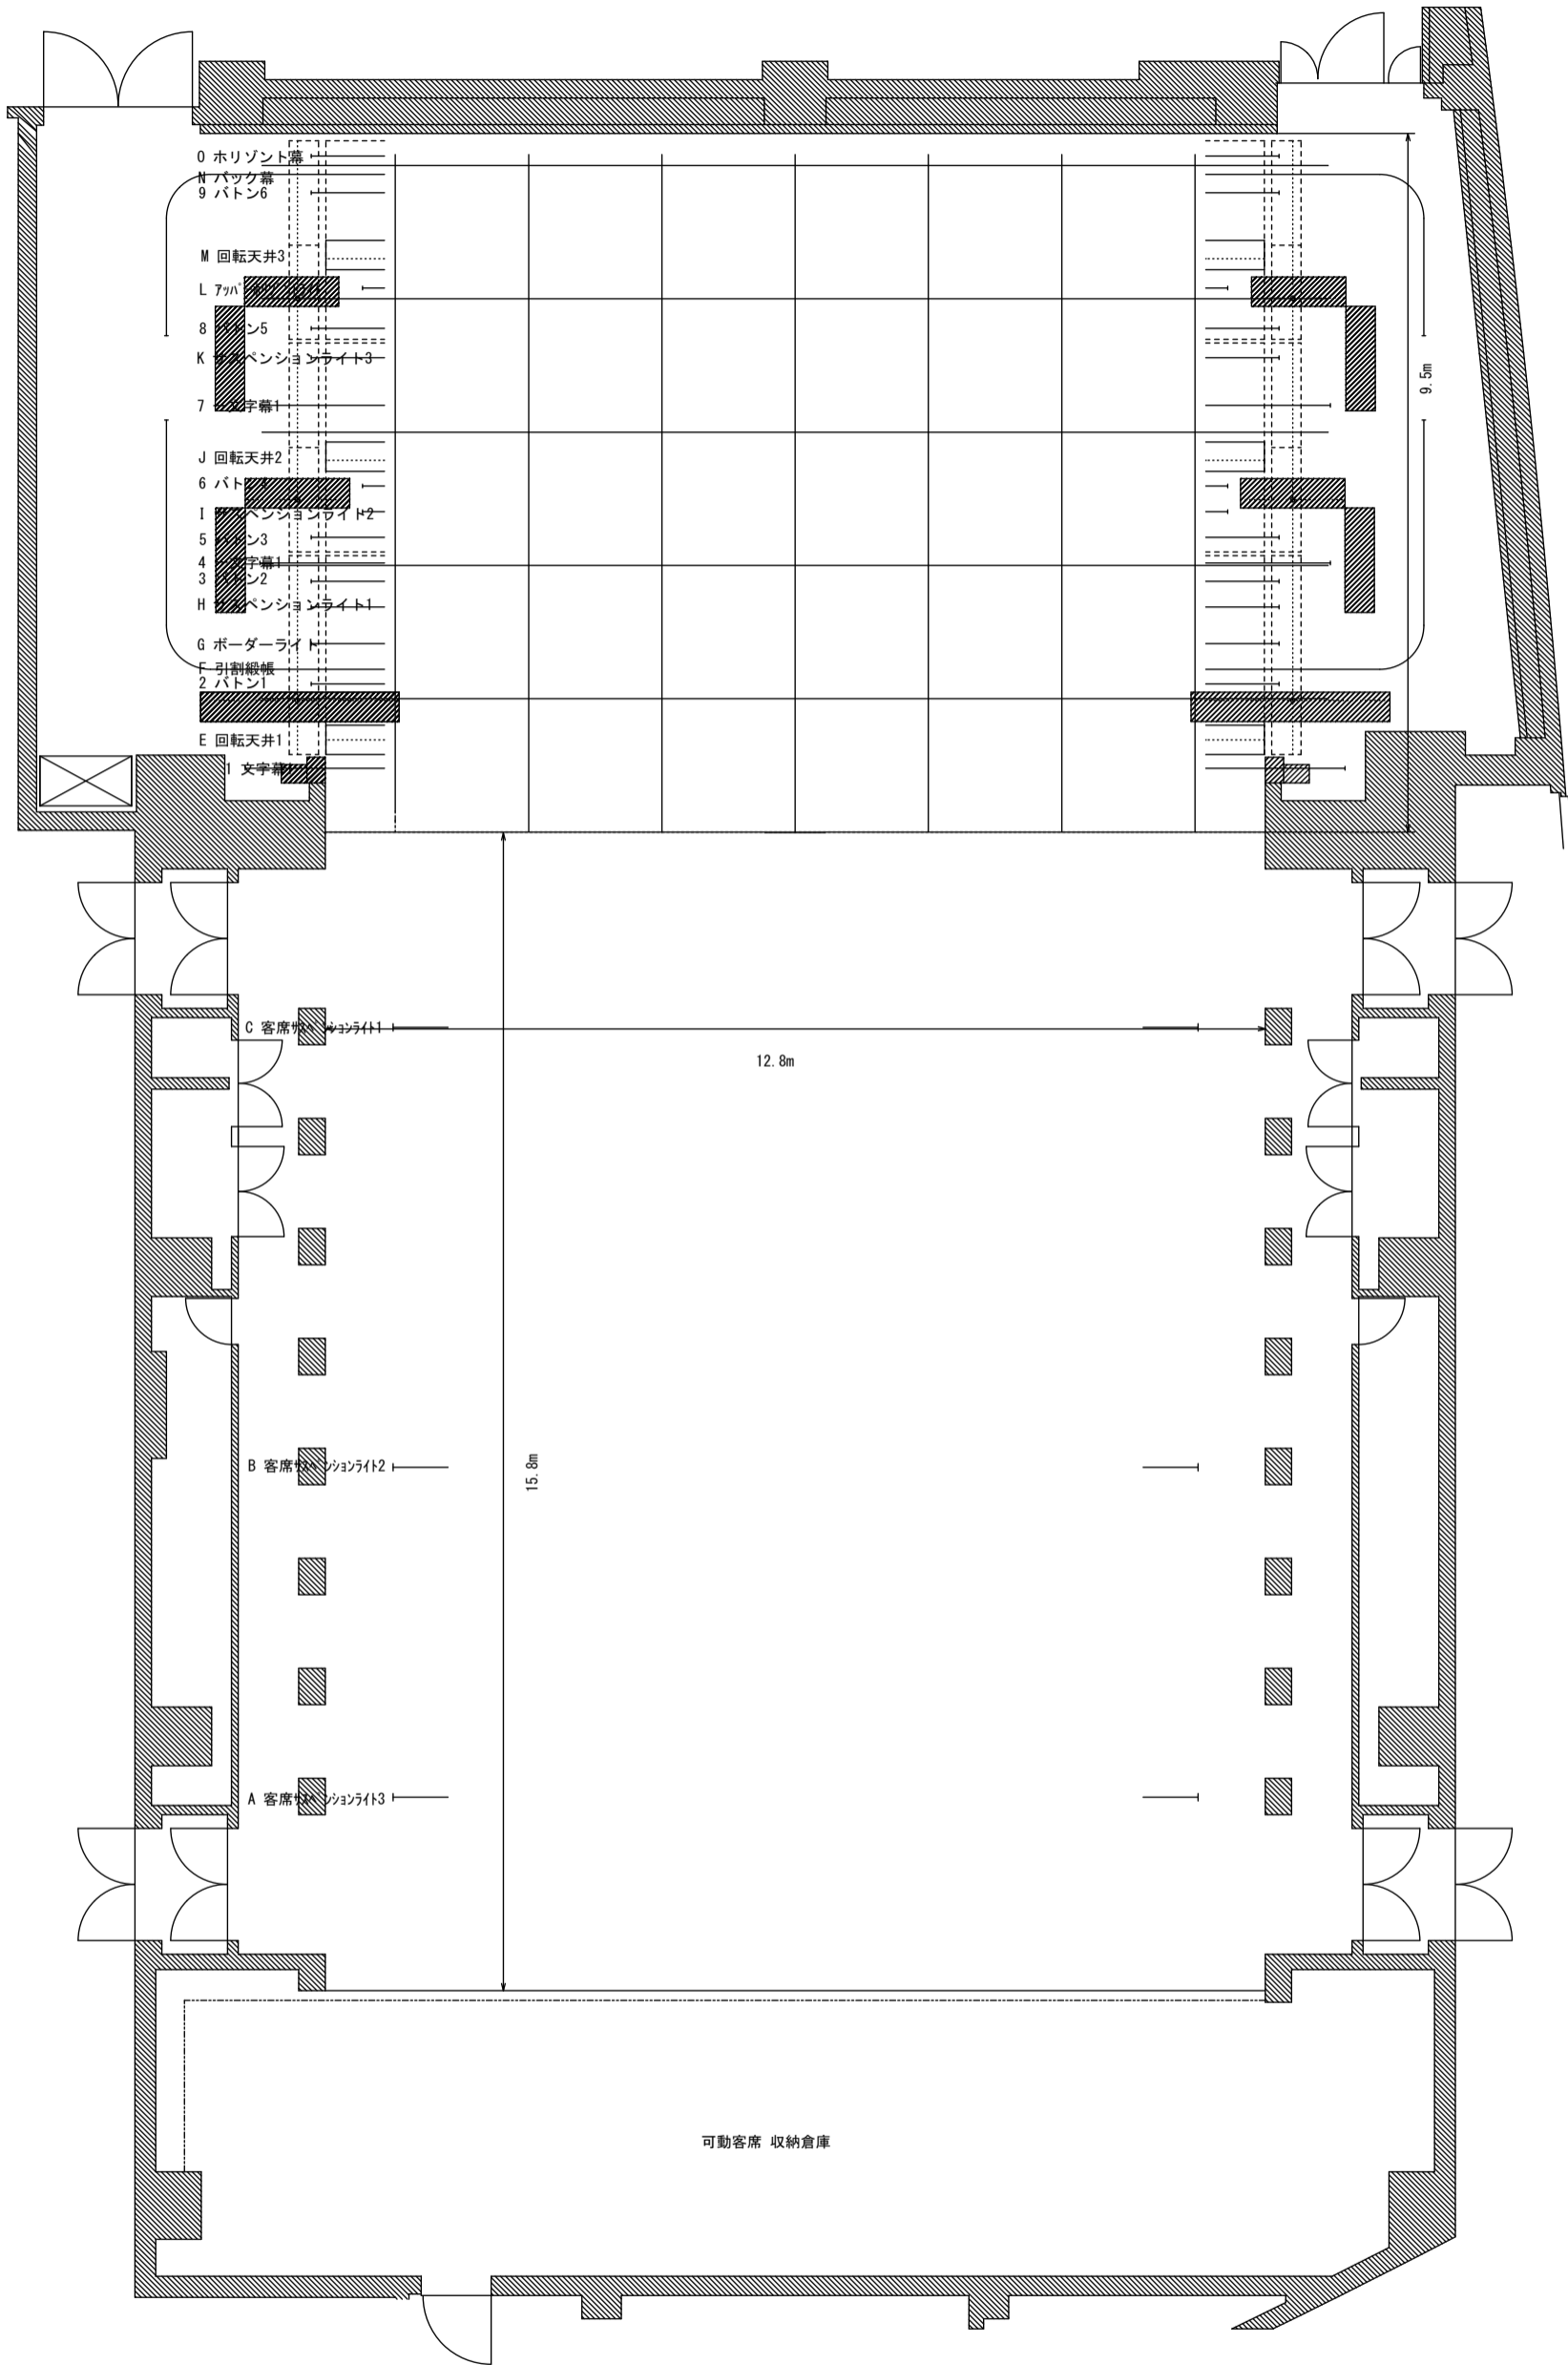 O ホリゾント幕
N バック幕
9 バトン6
M 回転天井3
L アッパー
8 バトン5
K サスペンションライト3
7 一文字幕1
J 回転天井2
6 バトン4
I サスペンションライト2
5 バトン3
4 一文字幕1
3 バトン2
H サスペンションライト1
G ボーダーライト
F 引割緞帳
2 バトン1
E 回転天井1
1 文字幕1
9.5m
C 客席ｻｽﾍﾟﾝｼｮﾝﾗｲﾄ1
12.8m
B 客席ｻｽﾍﾟﾝｼｮﾝﾗｲﾄ2
15.8m
A 客席ｻｽﾍﾟﾝｼｮﾝﾗｲﾄ3
可動客席 収納倉庫